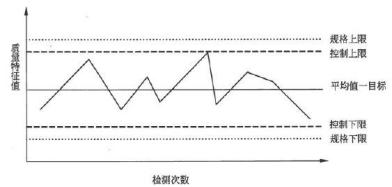 质量特征值
规格上限
控制上限
平均值一目标
控制下限
规格下限
检测次数